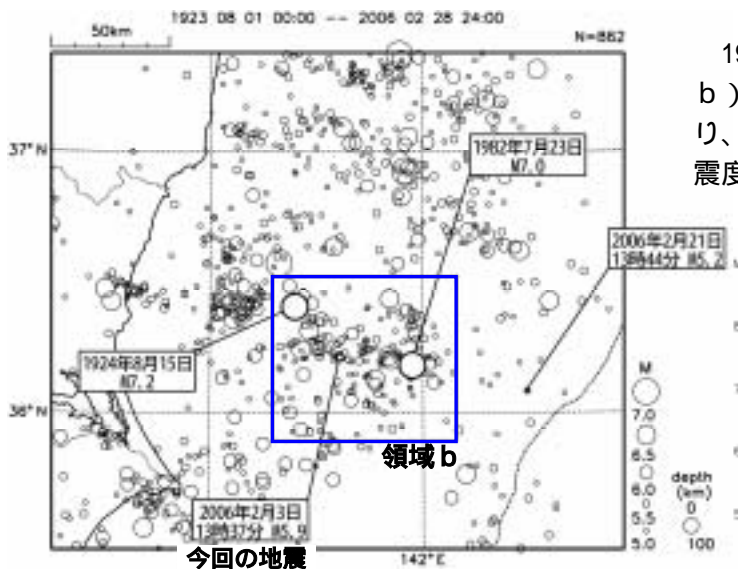 1923 08 01 00:00 -- 2006 02 28 24:00
50km
N=862
19
b）
り、
震度
37°N
1982年7月23日
M7.0
2006年2月21日
13時44分 M5.2
1924年8月15日
M7.2
36°N
領域b
M
7.0
6.5
6.0
5.5
5.0
depth
(km)
0
100
2006年2月3日
13時37分 M5.9
今回の地震
142°E